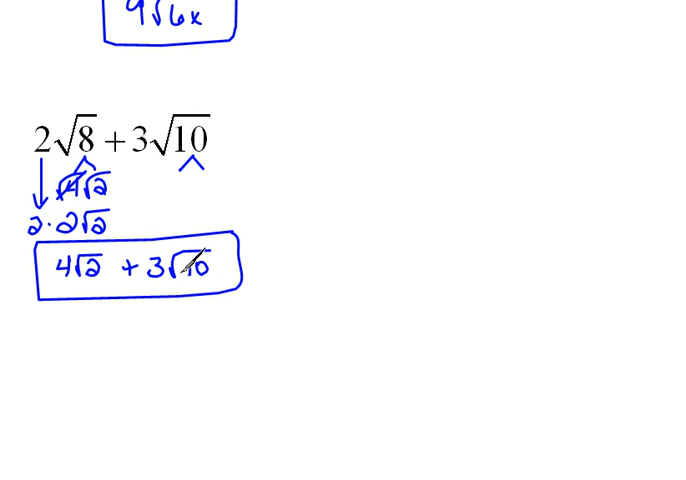 9√6x
2√8 + 3√10
√4√2
2·2√2
4√2 + 3√10